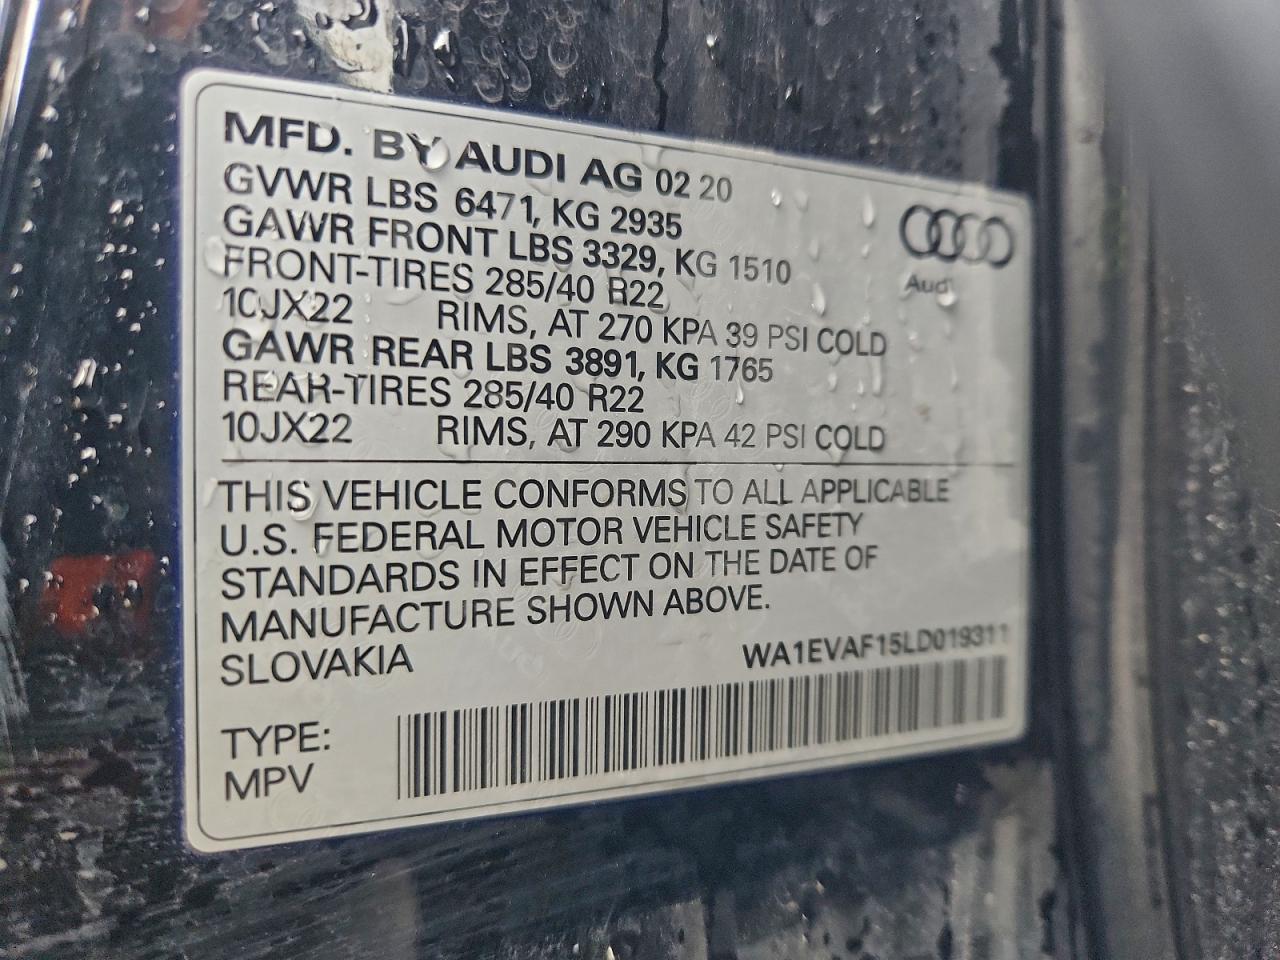 MFD. BY AUDI AG 02 20
GVWR LBS 6471, KG 2935
GAWR FRONT LBS 3329, KG 1510
FRONT-TIRES 285/40 R22
10JX22 RIMS, AT 270 KPA 39 PSI COLD
GAWR REAR LBS 3891, KG 1765
REAR-TIRES 285/40 R22
10JX22 RIMS, AT 290 KPA 42 PSI COLD
Audi
THIS VEHICLE CONFORMS TO ALL APPLICABLE
U.S. FEDERAL MOTOR VEHICLE SAFETY
STANDARDS IN EFFECT ON THE DATE OF
MANUFACTURE SHOWN ABOVE.
SLOVAKIA WA1EVAF15LD019311
TYPE:
MPV